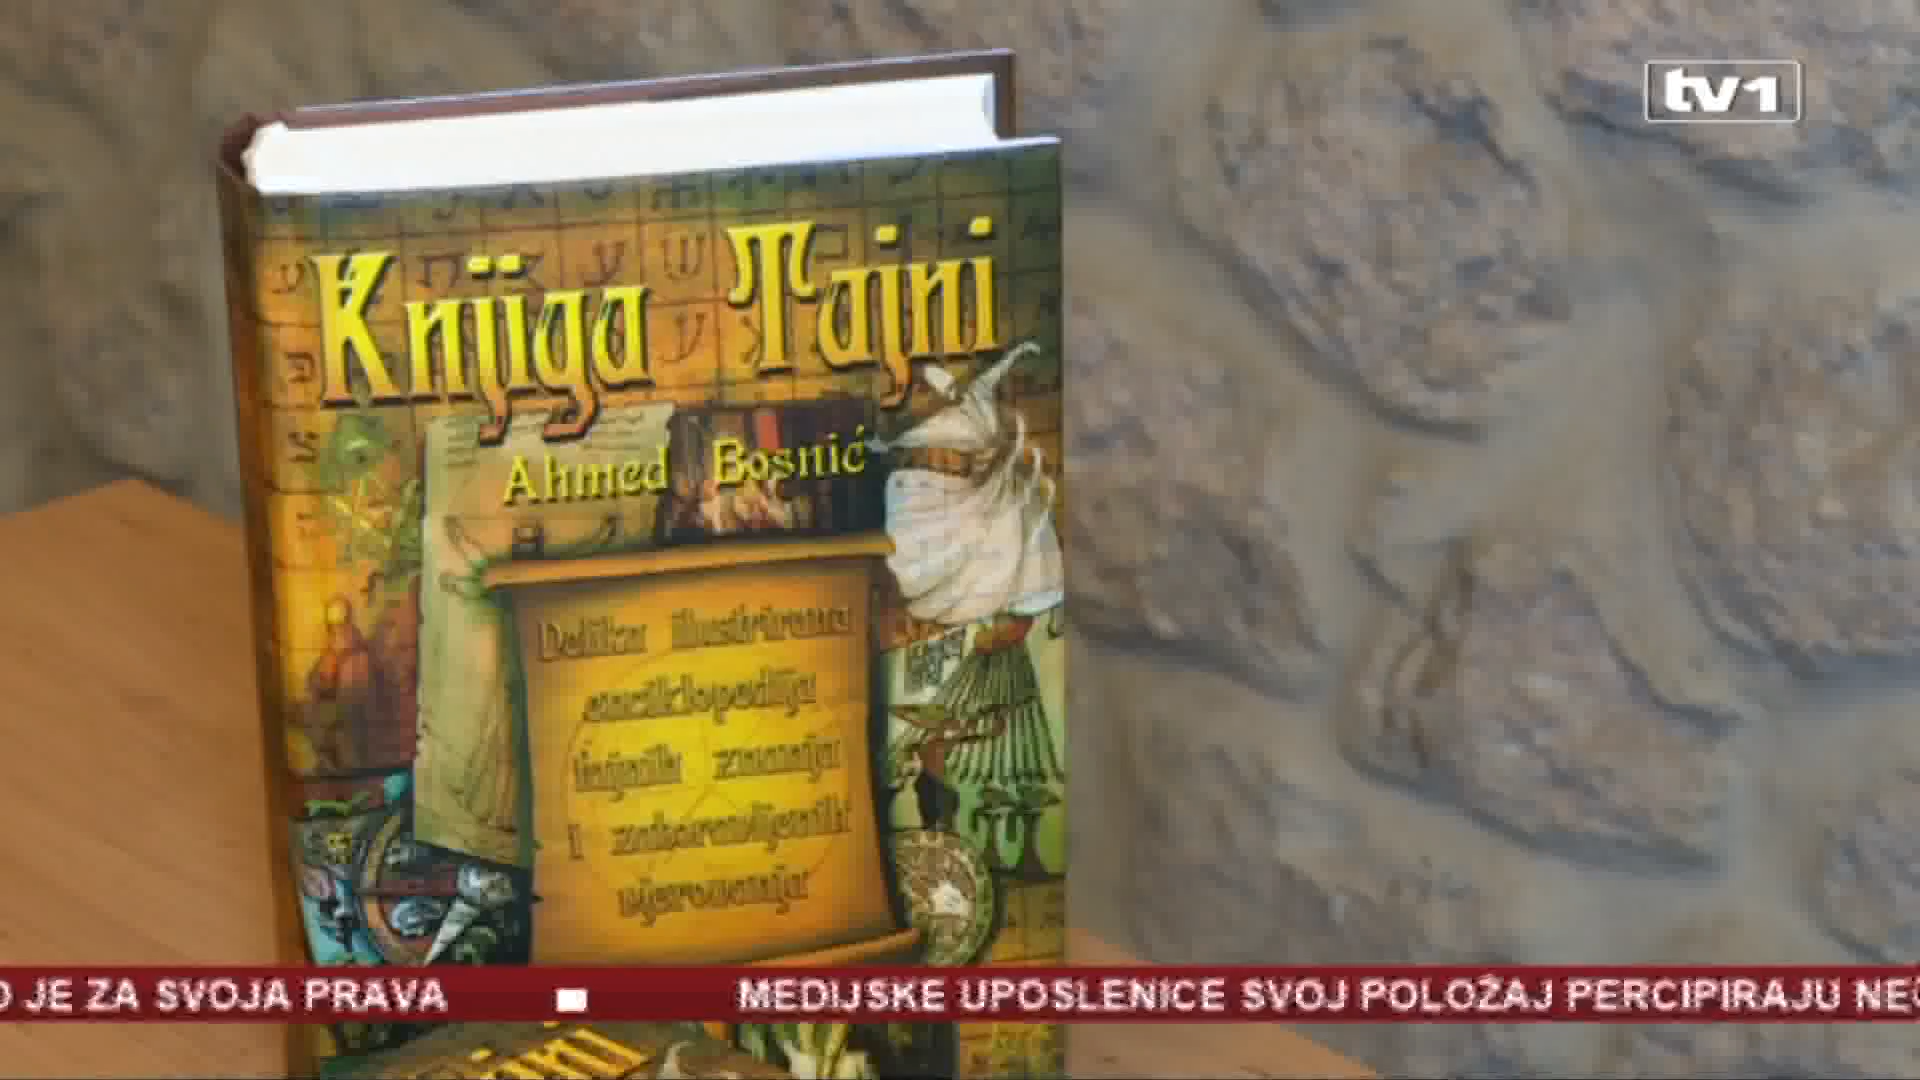 tv1
Knjiga Tajni
Ahmed Bosnić
Velika ilustrirana
enciklopedija
tajnih znanja
i zaboravljenih
vjerovanja
JE ZA SVOJA PRAVA
MEDIJSKE UPOSLENICE SVOJ POLOŽAJ PERCIPIRAJU